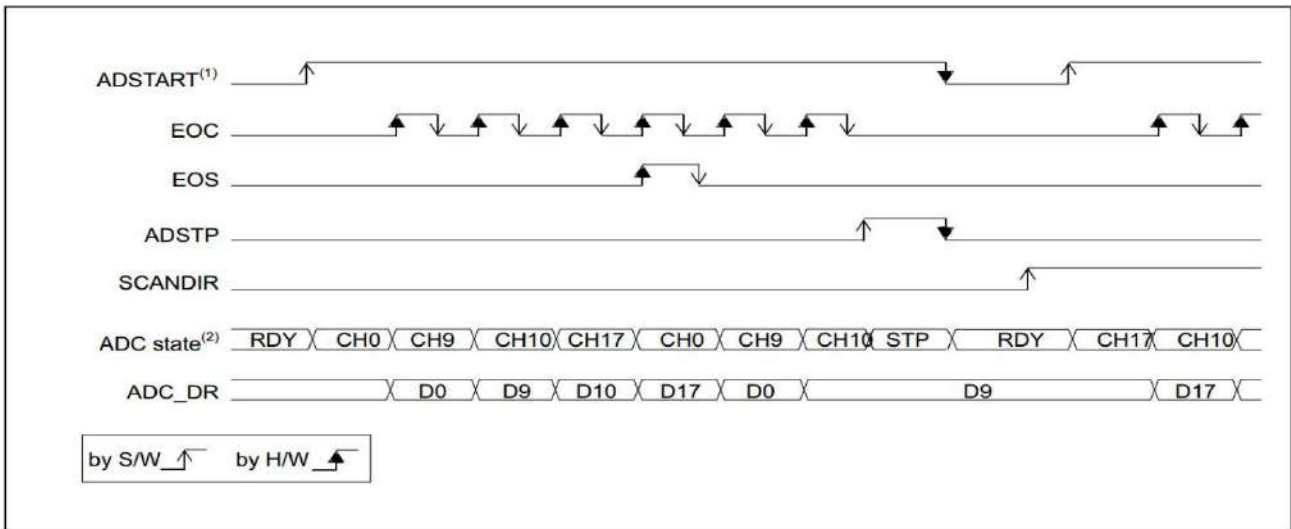 ADSTART(1)
EOC
EOS
ADSTP
SCANDIR
ADC state(2) RDY CH0 CH9 CH10 CH17 CH0 CH9 CH10 STP RDY CH17 CH10
ADC_DR D0 D9 D10 D17 D0 D9 D17
by S/W by H/W